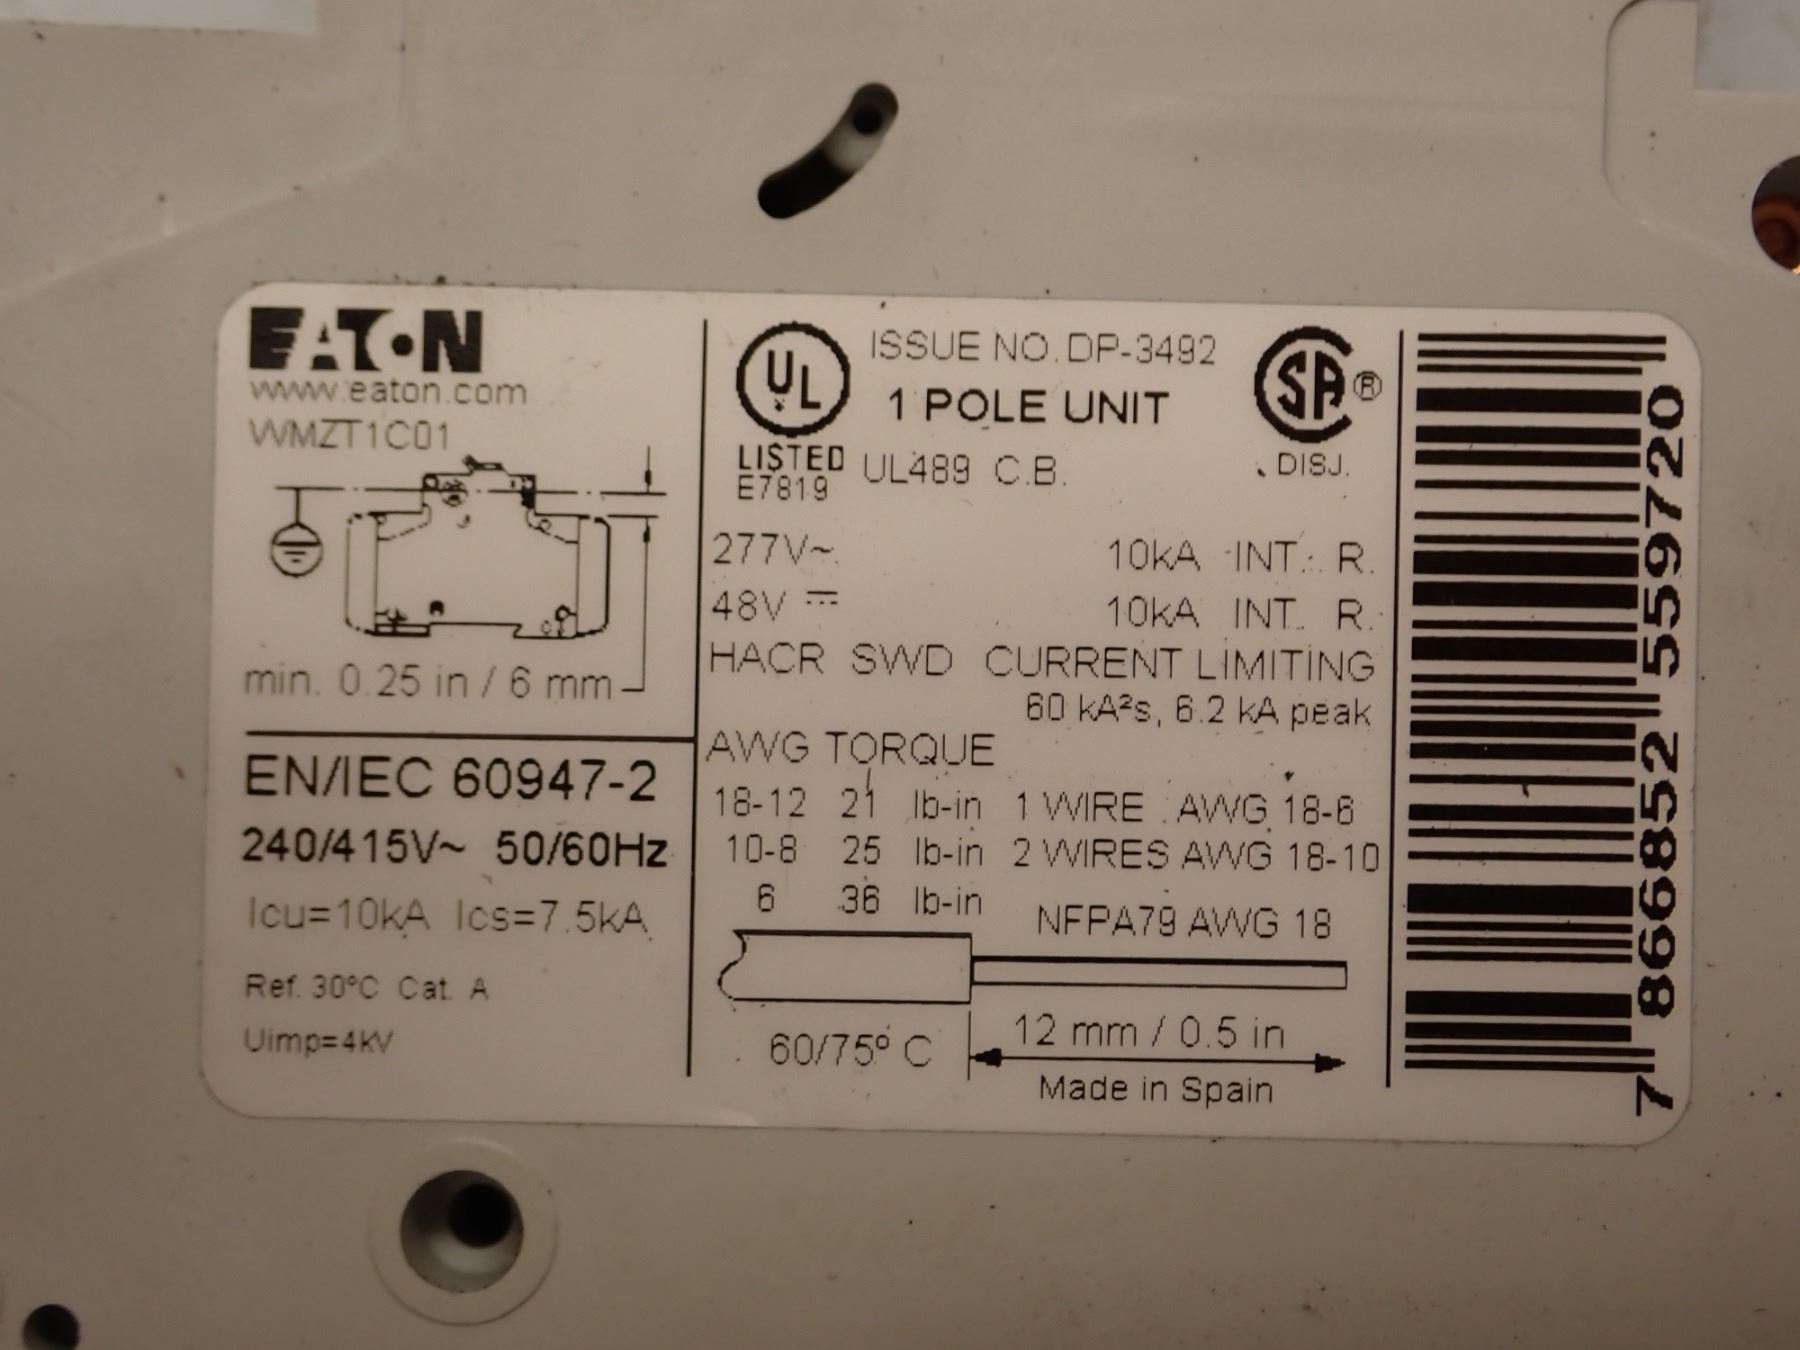 EATON
www.eaton.com
WMZT1C01
min. 0.25 in / 6 mm
EN/IEC 60947-2
240/415V~ 50/60Hz
Icu=10kA Ics=7.5kA
Ref. 30°C Cat. A
Uimp=4kV
UL
LISTED
E7819
ISSUE NO. DP-3492
1 POLE UNIT
UL489 C.B.
SA®
DISJ.
277V~ 10kA INT. R.
48V ⎓ 10kA INT. R.
HACR SWD CURRENT LIMITING
60 kA²s, 6.2 kA peak
AWG TORQUE
18-12 21 lb-in 1 WIRE AWG 18-6
10-8 25 lb-in 2 WIRES AWG 18-10
6 36 lb-in NFPA79 AWG 18
60/75° C
12 mm / 0.5 in
Made in Spain
7 866852 559720